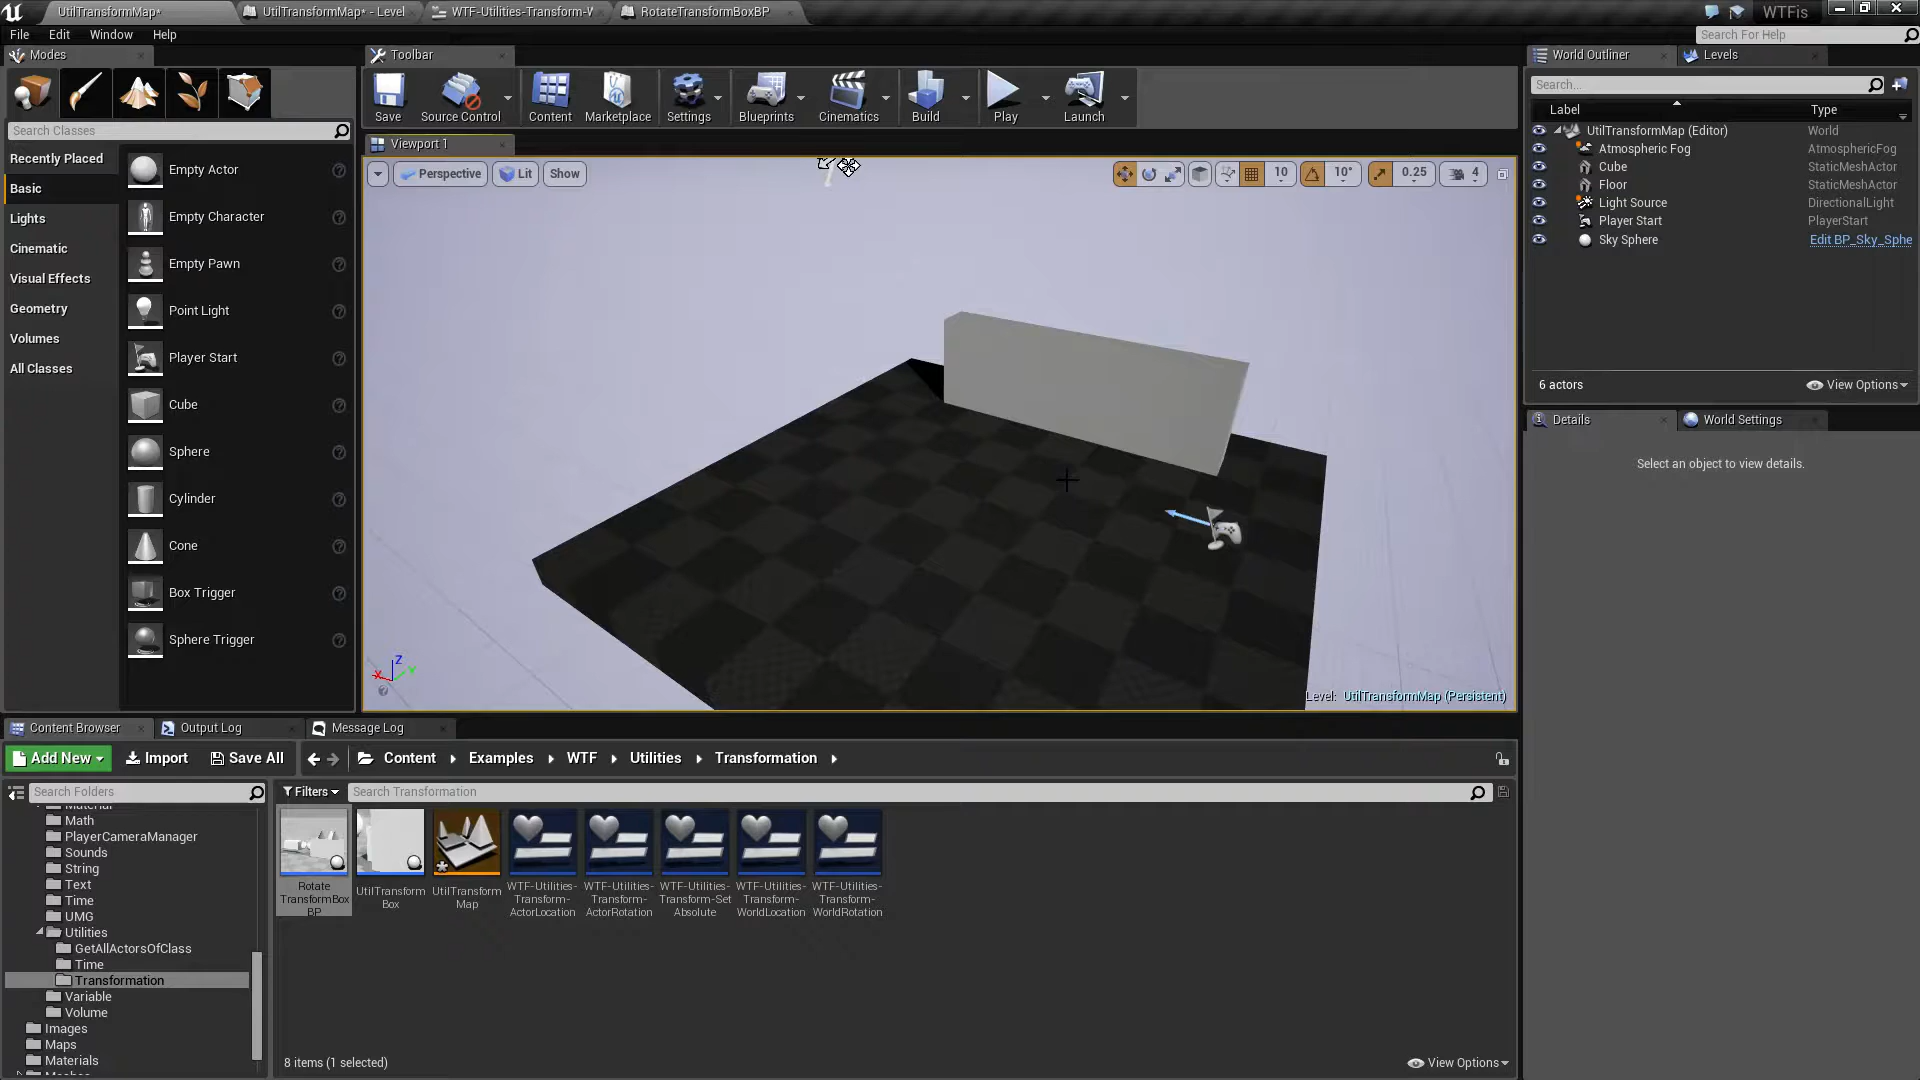 UtilTransformMap*
UtilTransformMap* - Level
WTF-Utilities-Transform-W
RotateTransformBoxBP
WTFis
File
Edit
Window
Help
Search For Help
Modes
Toolbar
World Outliner
Levels
Save
Source Control
Content
Marketplace
Settings
Blueprints
Cinematics
Build
Play
Launch
Search...
Label
Type
Search Classes
Viewport 1
UtilTransformMap (Editor)
World
Atmospheric Fog
AtmosphericFog
Cube
StaticMeshActor
Floor
StaticMeshActor
Light Source
DirectionalLight
Player Start
PlayerStart
Sky Sphere
Edit BP_Sky_Sphe
6 actors
View Options
Recently Placed
Basic
Lights
Cinematic
Visual Effects
Geometry
Volumes
All Classes
Empty Actor
Empty Character
Empty Pawn
Point Light
Player Start
Cube
Sphere
Cylinder
Cone
Box Trigger
Sphere Trigger
Perspective
Lit
Show
10
10°
0.25
4
Z
Y
X
Level: UtilTransformMap (Persistent)
Details
World Settings
Select an object to view details.
Content Browser
Output Log
Message Log
Add New
Import
Save All
Content
Examples
WTF
Utilities
Transformation
Search Folders
Filters
Search Transformation
Material
Math
PlayerCameraManager
Sounds
String
Text
Time
UMG
Utilities
GetAllActorsOfClass
Time
Transformation
Variable
Volume
Images
Maps
Materials
Rotate
TransformBox
BP
UtilTransform
Box
UtilTransform
Map
WTF-Utilities-
Transform-
ActorLocation
WTF-Utilities-
Transform-
ActorRotation
WTF-Utilities-
Transform-Set
Absolute
WTF-Utilities-
Transform-
WorldLocation
WTF-Utilities-
Transform-
WorldRotation
8 items (1 selected)
View Options